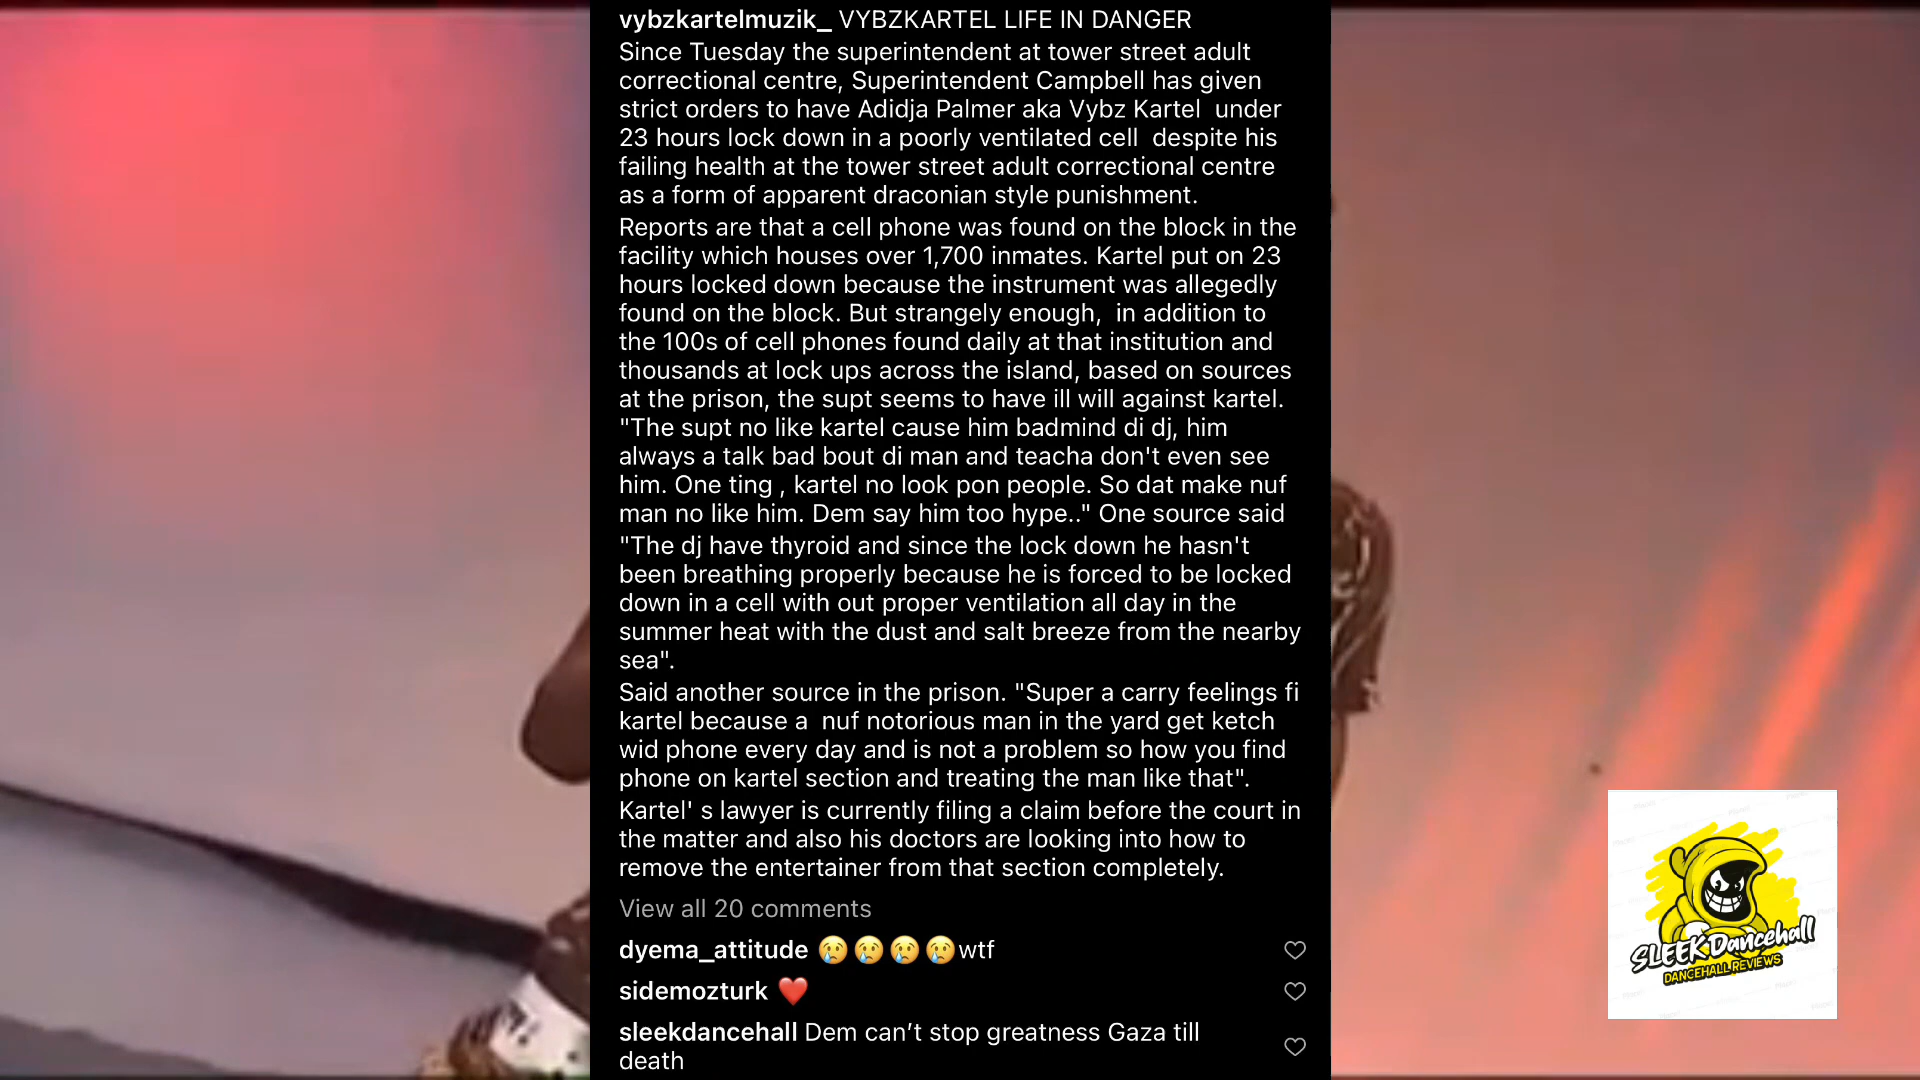 vybzkartelmuzik_ VYBZKARTEL LIFE IN DANGER
Since Tuesday the superintendent at tower street adult
correctional centre, Superintendent Campbell has given
strict orders to have Adidja Palmer aka Vybz Kartel  under
23 hours lock down in a poorly ventilated cell  despite his
failing health at the tower street adult correctional centre
as a form of apparent draconian style punishment.
Reports are that a cell phone was found on the block in the
facility which houses over 1,700 inmates. Kartel put on 23
hours locked down because the instrument was allegedly
found on the block. But strangely enough,  in addition to
the 100s of cell phones found daily at that institution and
thousands at lock ups across the island, based on sources
at the prison, the supt seems to have ill will against kartel.
"The supt no like kartel cause him badmind di dj, him
always a talk bad bout di man and teacha don't even see
him. One ting , kartel no look pon people. So dat make nuf
man no like him. Dem say him too hype.." One source said
"The dj have thyroid and since the lock down he hasn't
been breathing properly because he is forced to be locked
down in a cell with out proper ventilation all day in the
summer heat with the dust and salt breeze from the nearby
sea".
Said another source in the prison. "Super a carry feelings fi
kartel because a  nuf notorious man in the yard get ketch
wid phone every day and is not a problem so how you find
phone on kartel section and treating the man like that".
Kartel' s lawyer is currently filing a claim before the court in
the matter and also his doctors are looking into how to
remove the entertainer from that section completely.
View all 20 comments
dyema_attitude 😢😢😢😢wtf
sidemozturk ❤️
sleekdancehall Dem can’t stop greatness Gaza till
death
SLEEK Dancehall
DANCEHALL REVIEWS